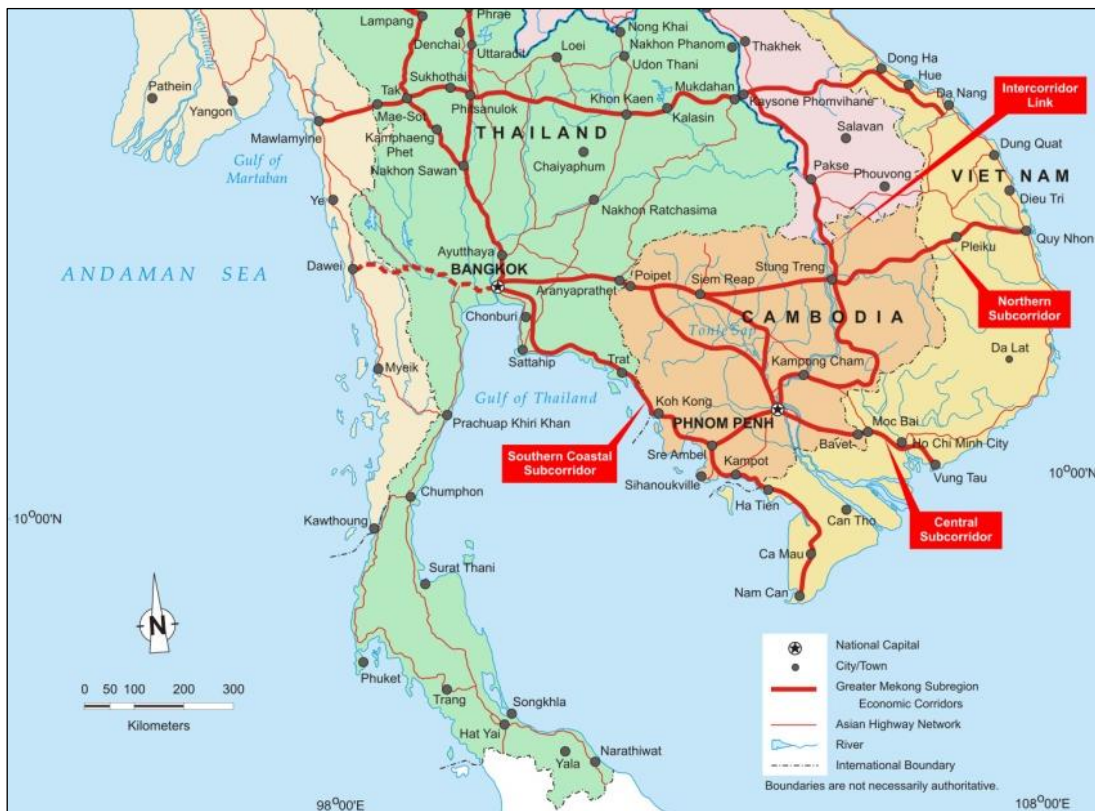 Lampang
Phrae
Denchai
Uttaradit
Loei
Nong Khai
Nakhon Phanom
Udon Thani
Thakhek
Dong Ha
Hue
Da Nang
Pathein
Yangon
Sukhothai
Tak
Phitsanulok
Khon Kaen
Mukdahan
Kaysone Phomvihane
Intercorridor
Link
Mawlamyine
Mae-Sot
Kamphaeng
Phet
THAILAND
Kalasin
Salavan
Dung Quat
Gulf of
Martaban
Chaiyaphum
Nakhon Sawan
Pakse
Phouvong
VIET NAM
Dieu Tri
Ye
Nakhon Ratchasima
Quy Nhon
Pleiku
ANDAMAN SEA
Dawei
Ayutthaya
BANGKOK
Aranyaprathet
Poipet
Siem Reap
Stung Treng
Northern
Subcorridor
Chonburi
CAMBODIA
Tonle Sap
Da Lat
Sattahip
Trat
Kampong Cham
Myeik
Gulf of Thailand
Koh Kong
PHNOM PENH
Prachuap Khiri Khan
Moc Bai
Bavet
Ho Chi Minh City
Southern Coastal
Subcorridor
Sre Ambel
Kampot
Sihanoukville
Vung Tau
10°00'N
10°00'N
Chumphon
Ha Tien
Kawthoung
Can Tho
Central
Subcorridor
Ca Mau
Surat Thani
Nam Can
N
National Capital
City/Town
Greater Mekong Subregion
Economic Corridors
Asian Highway Network
River
International Boundary
Boundaries are not necessarily authoritative.
0 50 100 200 300
Kilometers
Phuket
Trang
Songkhla
Hat Yai
Yala
Narathiwat
98°00'E
108°00'E